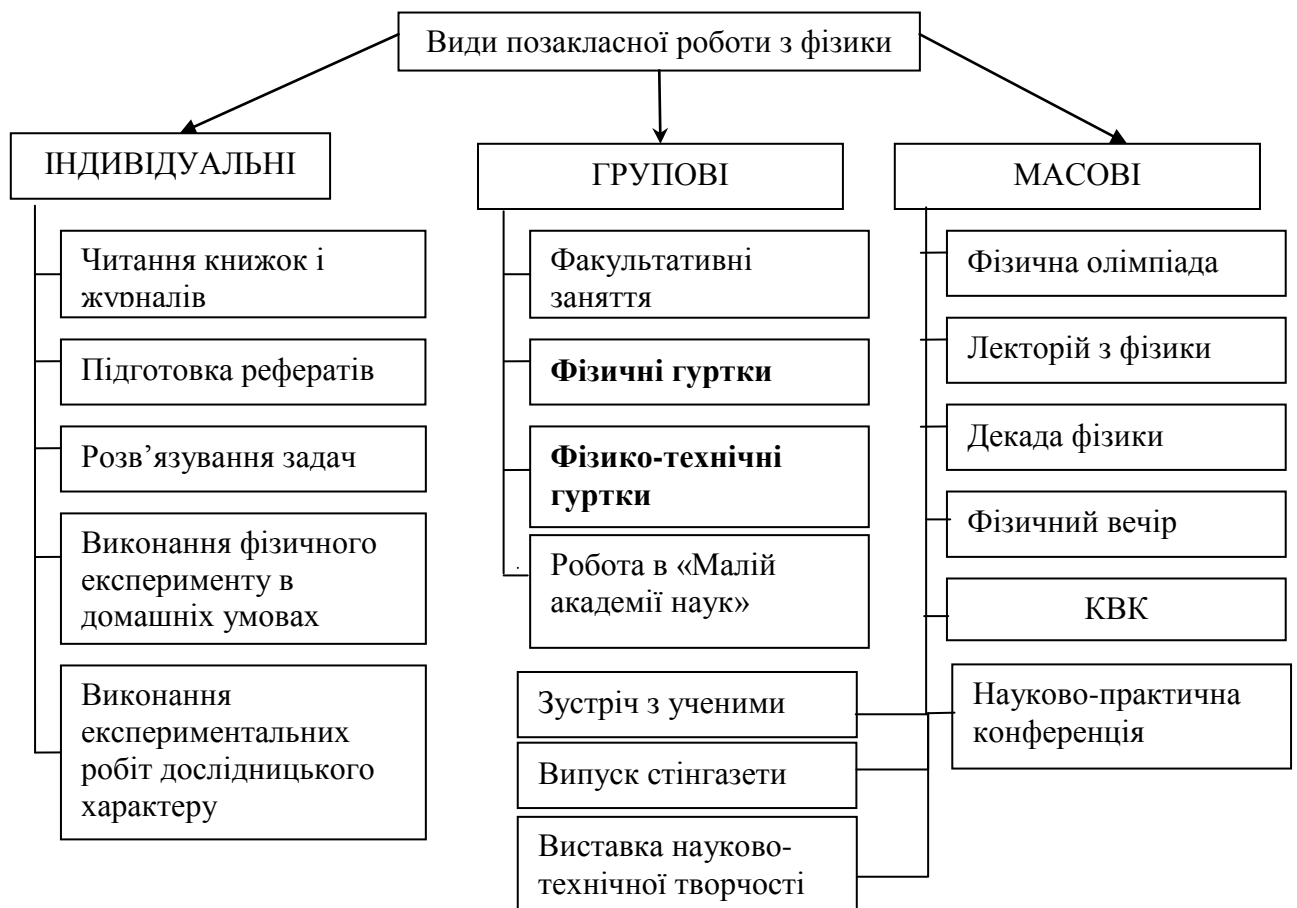 Види позакласної роботи з фізики
ІНДИВІДУАЛЬНІ
Читання книжок і
журналів
Підготовка рефератів
Розв’язування задач
Виконання фізичного
експерименту в
домашніх умовах
Виконання
експериментальних
робіт дослідницького
характеру
ГРУПОВІ
Факультативні
заняття
Фізичні гуртки
Фізико-технічні
гуртки
Робота в «Малій
академії наук»
МАСОВІ
Фізична олімпіада
Лекторій з фізики
Декада фізики
Фізичний вечір
КВК
Науково-практична
конференція
Зустріч з ученими
Випуск стінгазети
Виставка науково-
технічної творчості